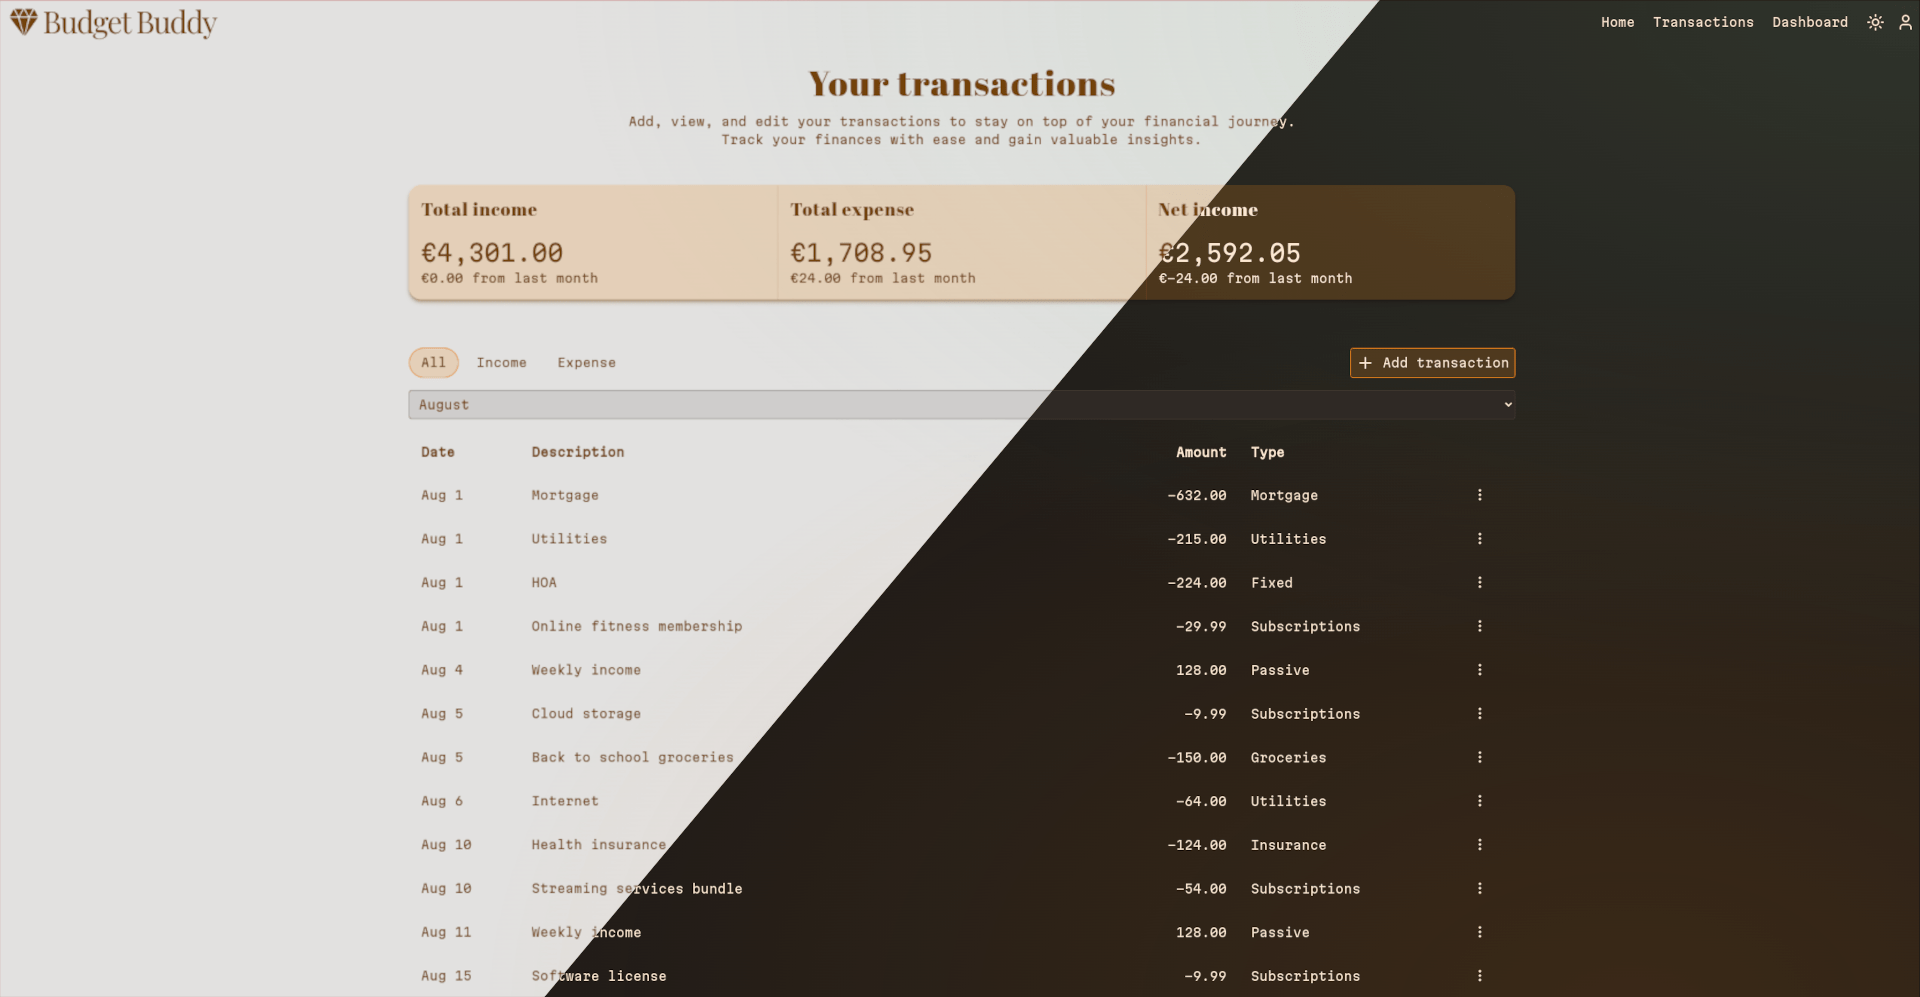 Budget Buddy
Home Transactions Dashboard
Your transactions
Add, view, and edit your transactions to stay on top of your financial journey.
Track your finances with ease and gain valuable insights.
Total income Total expense Net income
€4,301.00 €1,708.95 €2,592.05
€0.00 from last month €24.00 from last month €-24.00 from last month
All Income Expense + Add transaction
August
Date Description Amount Type
Aug 1 Mortgage -632.00 Mortgage
Aug 1 Utilities -215.00 Utilities
Aug 1 HOA -224.00 Fixed
Aug 1 Online fitness membership -29.99 Subscriptions
Aug 4 Weekly income 128.00 Passive
Aug 5 Cloud storage -9.99 Subscriptions
Aug 5 Back to school groceries -150.00 Groceries
Aug 6 Internet -64.00 Utilities
Aug 10 Health insurance -124.00 Insurance
Aug 10 Streaming services bundle -54.00 Subscriptions
Aug 11 Weekly income 128.00 Passive
Aug 15 Software license -9.99 Subscriptions